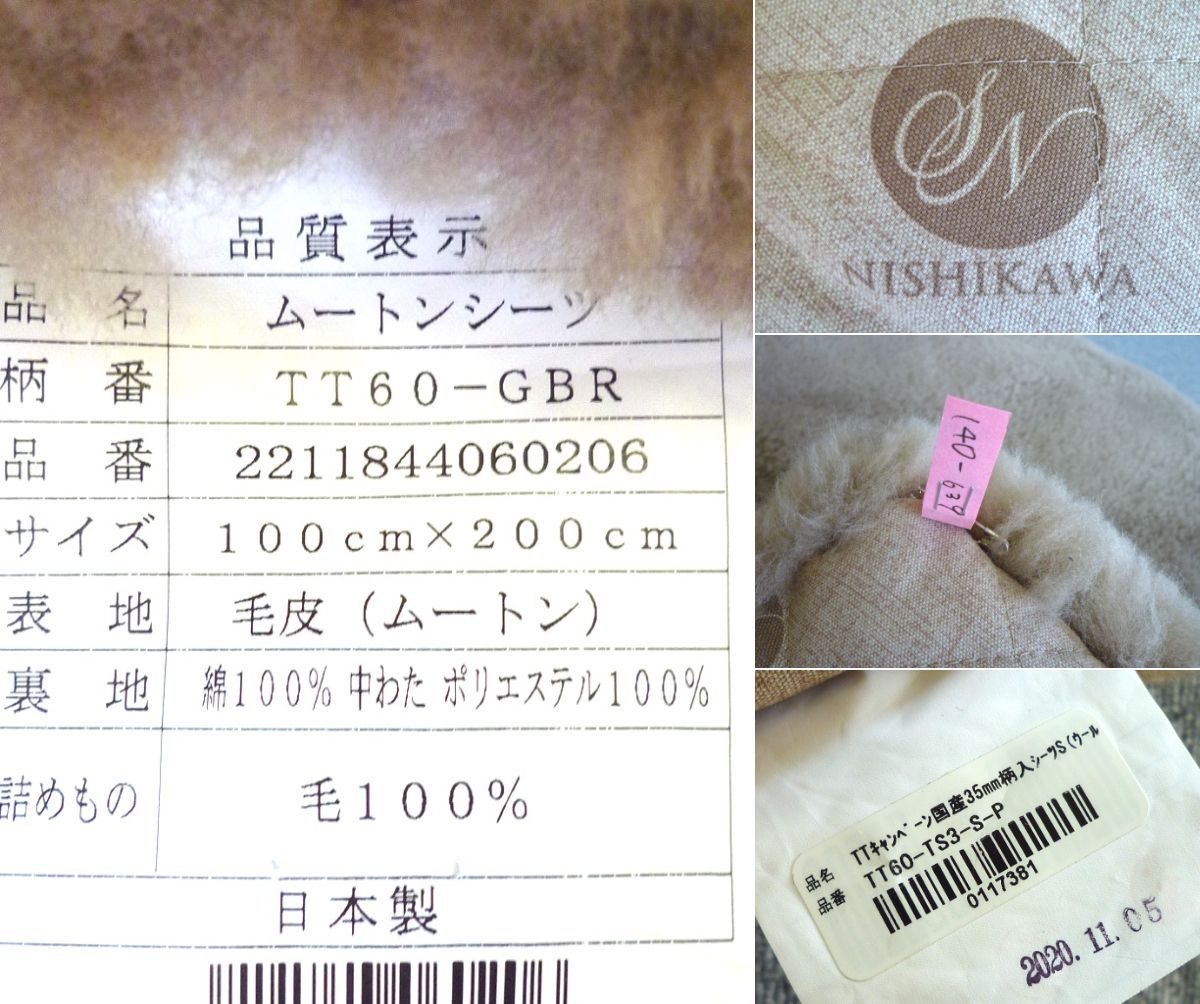 品質表示
品名 ムートンシーツ
柄番 TT60-GBR
品番 2211844060206
サイズ 100cm×200cm
表地 毛皮(ムートン)
裏地 綿100% 中わた ポリエステル100%
詰めもの 毛100%
日本製
SN
NISHIKAWA
140-639
品名 TTキャンペーン国産35mm柄入シーツS(ウール
品番 TT60-TS3-S-P
0117381
2020.11.05